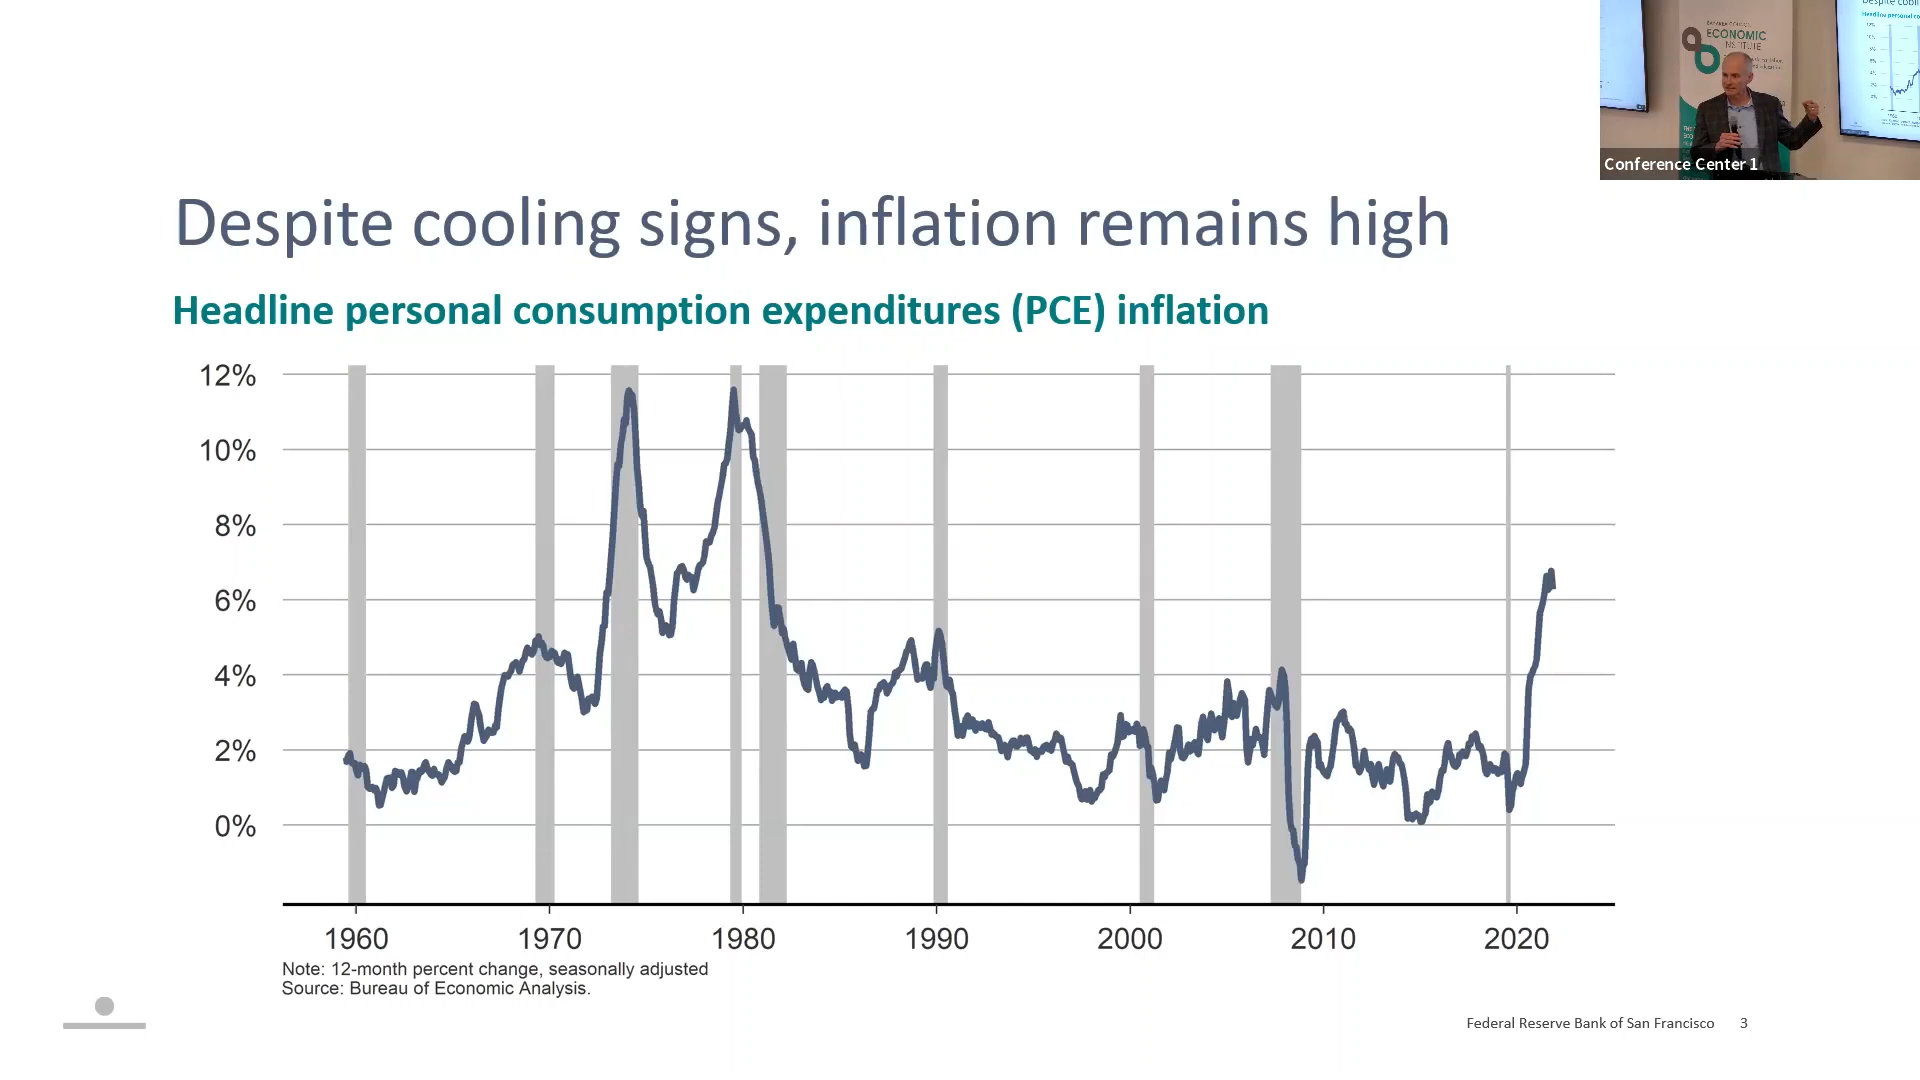 Despite cooling signs, inflation remains high
Headline personal consumption expenditures (PCE) inflation
12%
10%
8%
6%
4%
2%
0%
1960 1970 1980 1990 2000 2010 2020
Note: 12-month percent change, seasonally adjusted
Source: Bureau of Economic Analysis.
Federal Reserve Bank of San Francisco 3
ECONOMIC
INSTITUTE
Conference Center 1